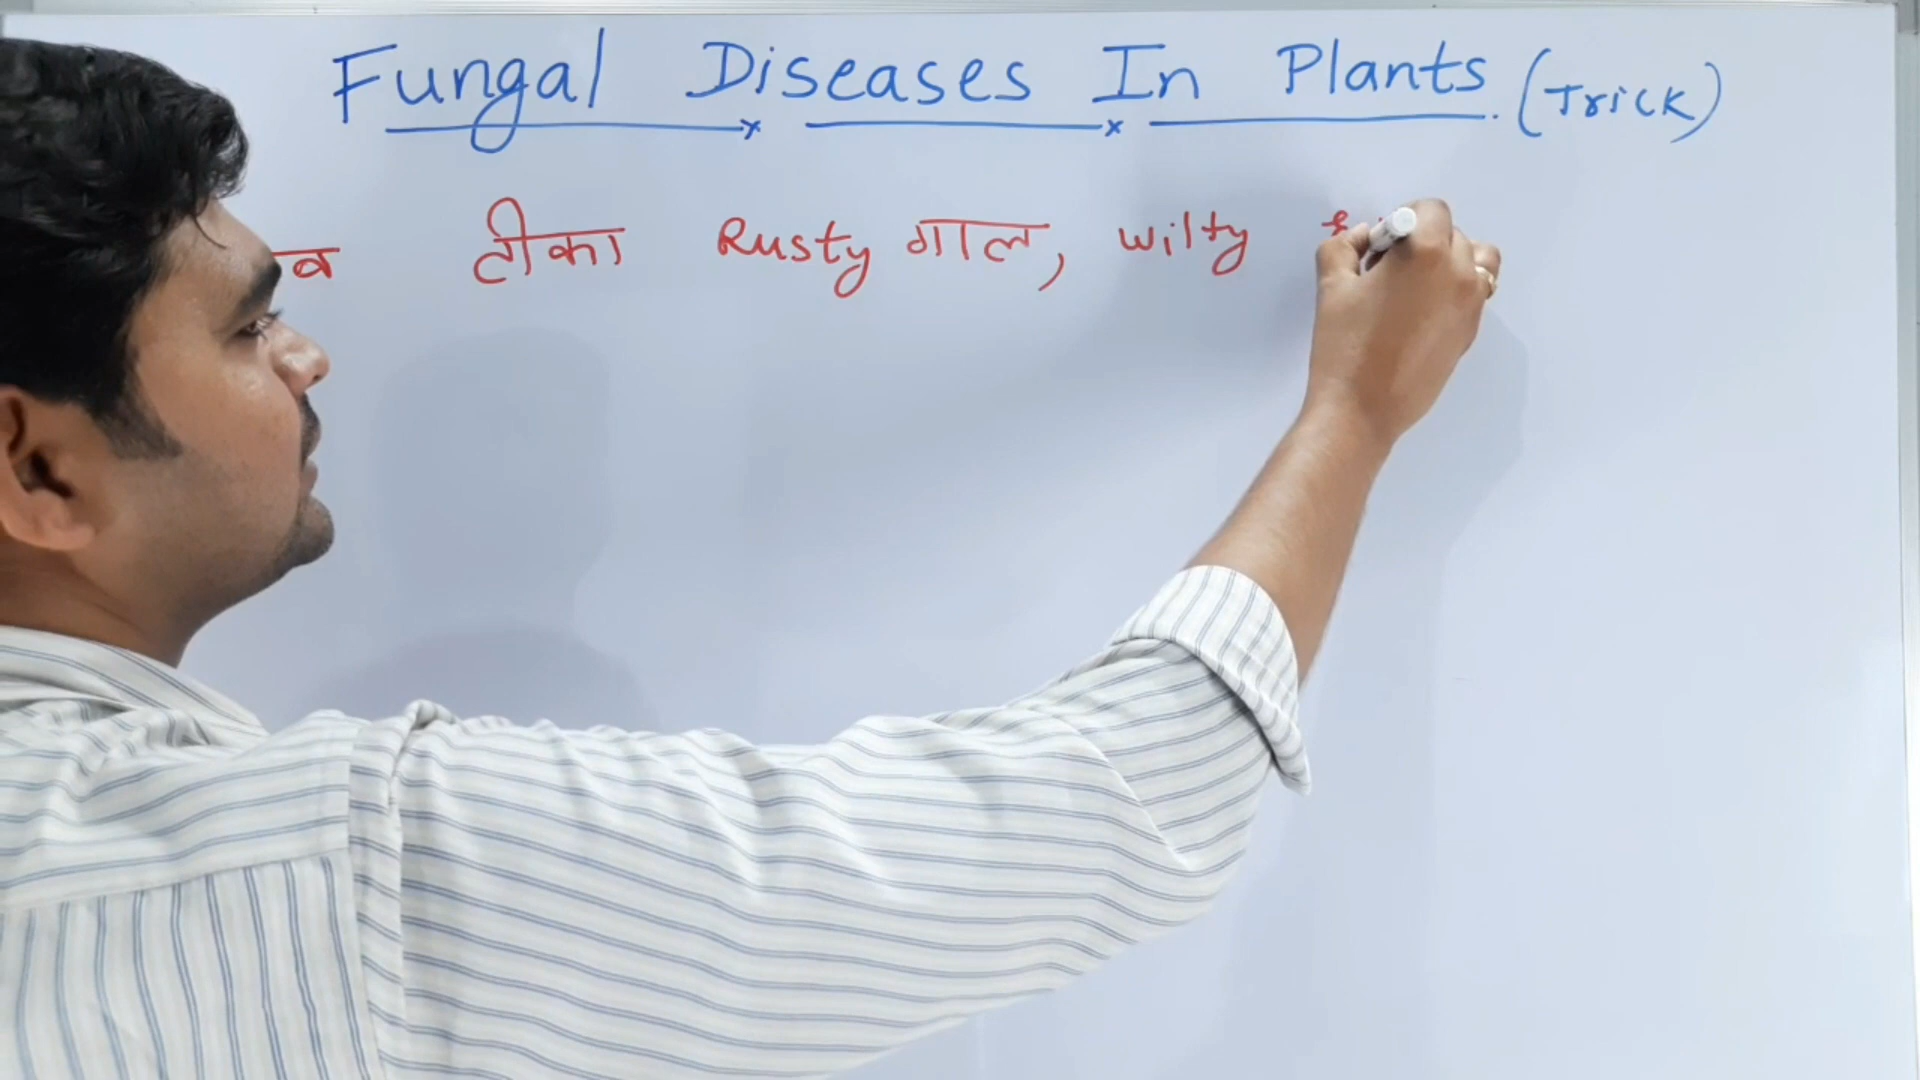 Fungal Diseases In Plants (Trick)
टीका Rusty गाल, wilty